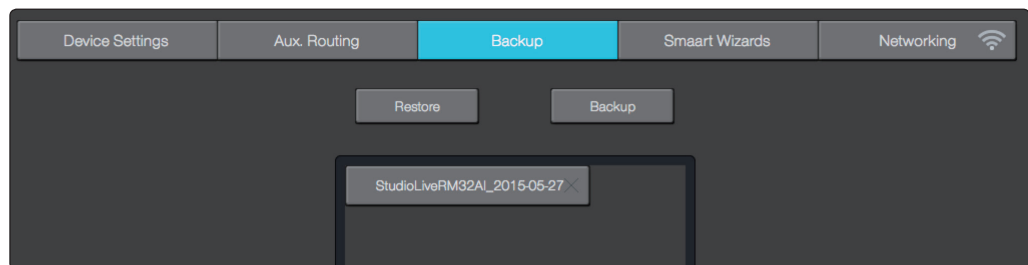 Device Settings Aux. Routing Backup Smaart Wizards Networking
Restore Backup
StudioLiveRM32AI_2015-05-27